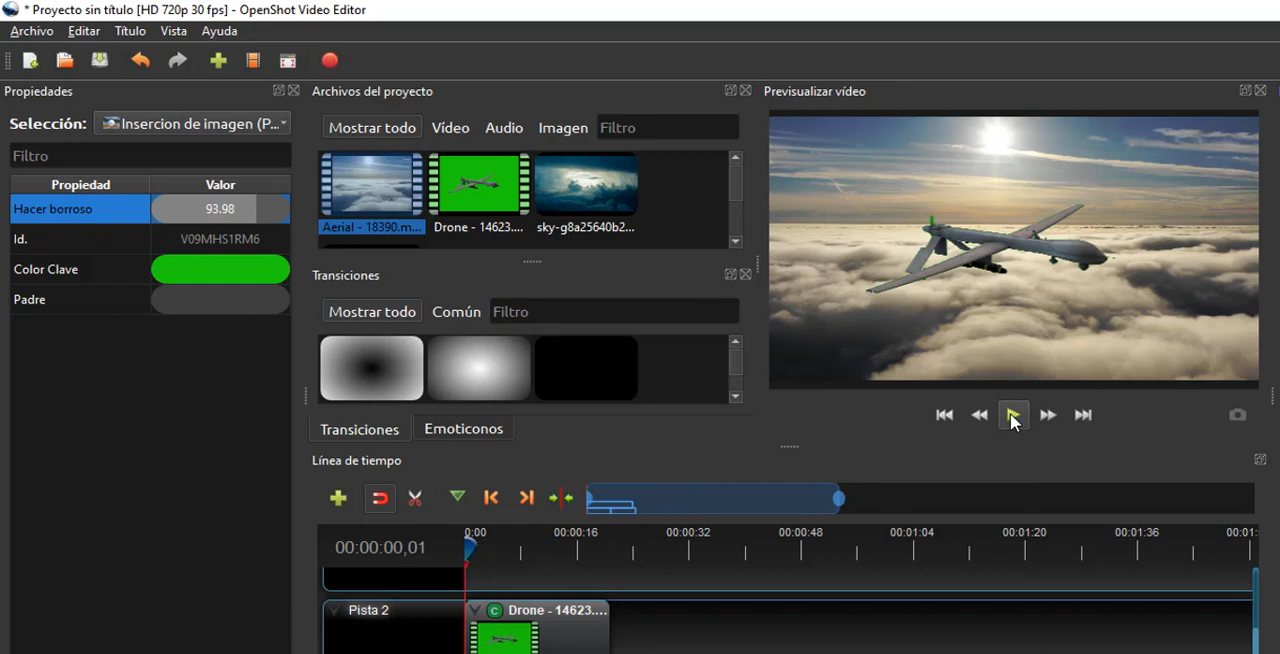 * Proyecto sin título [HD 720p 30 fps] - OpenShot Video Editor
Archivo Editar Título Vista Ayuda
Propiedades
Selección: Insercion de imagen (P...
Filtro
Propiedad Valor
Hacer borroso 93.98
Id. V09MHS1RM6
Color Clave
Padre
Archivos del proyecto
Mostrar todo Vídeo Audio Imagen Filtro
Aerial - 18390.m... Drone - 14623.... sky-g8a25640b2...
Transiciones
Mostrar todo Común Filtro
Transiciones Emoticonos
Previsualizar vídeo
Línea de tiempo
00:00:00,01
0:00 00:00:16 00:00:32 00:00:48 00:01:04 00:01:20 00:01:36 00:01:
Pista 2
C Drone - 14623....